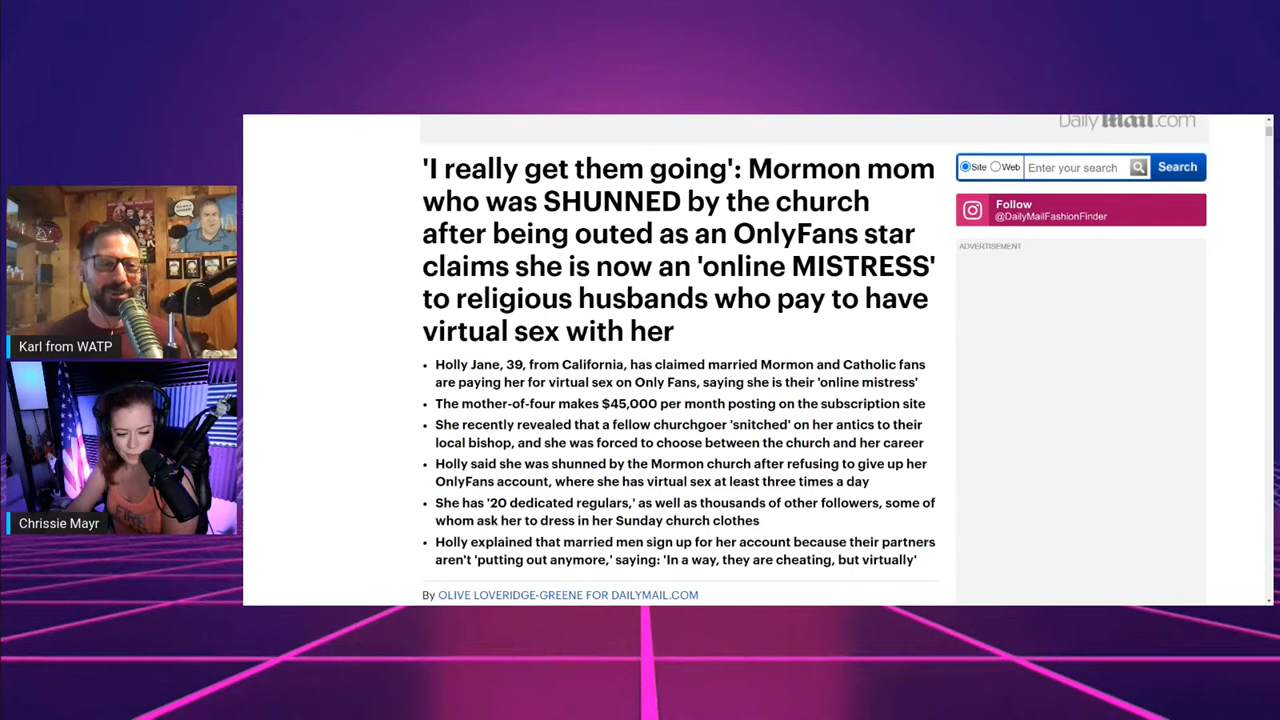 Daily Mail.com
'I really get them going': Mormon mom
who was SHUNNED by the church
after being outed as an OnlyFans star
claims she is now an 'online MISTRESS'
to religious husbands who pay to have
virtual sex with her
Holly Jane, 39, from California, has claimed married Mormon and Catholic fans
are paying her for virtual sex on Only Fans, saying she is their 'online mistress'
The mother-of-four makes $45,000 per month posting on the subscription site
She recently revealed that a fellow churchgoer 'snitched' on her antics to their
local bishop, and she was forced to choose between the church and her career
Holly said she was shunned by the Mormon church after refusing to give up her
OnlyFans account, where she has virtual sex at least three times a day
She has '20 dedicated regulars,' as well as thousands of other followers, some of
whom ask her to dress in her Sunday church clothes
Holly explained that married men sign up for her account because their partners
aren't 'putting out anymore,' saying: 'In a way, they are cheating, but virtually'
By OLIVE LOVERIDGE-GREENE FOR DAILYMAIL.COM
Site Web Enter your search Search
Follow
@DailyMailFashionFinder
ADVERTISEMENT
Karl from WATP
Chrissie Mayr